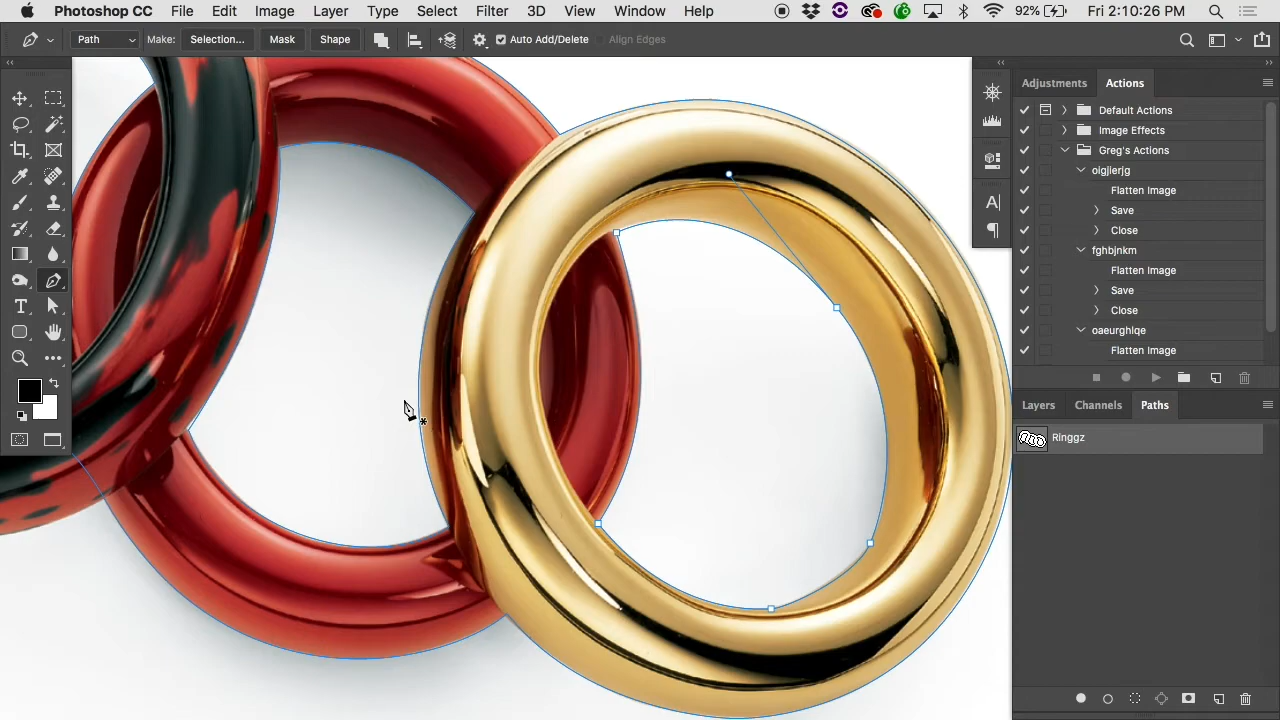 Photoshop CC File Edit Image Layer Type Select Filter 3D View Window Help 92% Fri 2:10:26 PM
Path Make: Selection... Mask Shape Auto Add/Delete Align Edges
Adjustments Actions
Default Actions
Image Effects
Greg's Actions
Flatten Image
Save
Close
fghbjnkm
Flatten Image
Save
Close
Flatten Image
Layers Channels Paths
Ringgz